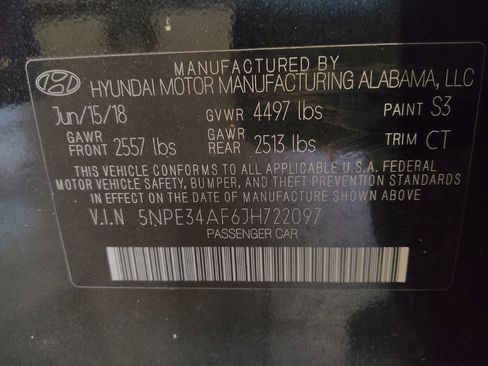 MANUFACTURED BY
HYUNDAI MOTOR MANUFACTURING ALABAMA, LLC
Jun/15/18 GVWR 4497 lbs PAINT S3
GAWR FRONT 2557 lbs GAWR REAR 2513 lbs TRIM CT
THIS VEHICLE CONFORMS TO ALL APPLICABLE U.S.A. FEDERAL
MOTOR VEHICLE SAFETY, BUMPER, AND THEFT PREVENTION STANDARDS
IN EFFECT ON THE DATE OF MANUFACTURE SHOWN ABOVE.
V.I.N 5NPE34AF6JH722097
PASSENGER CAR